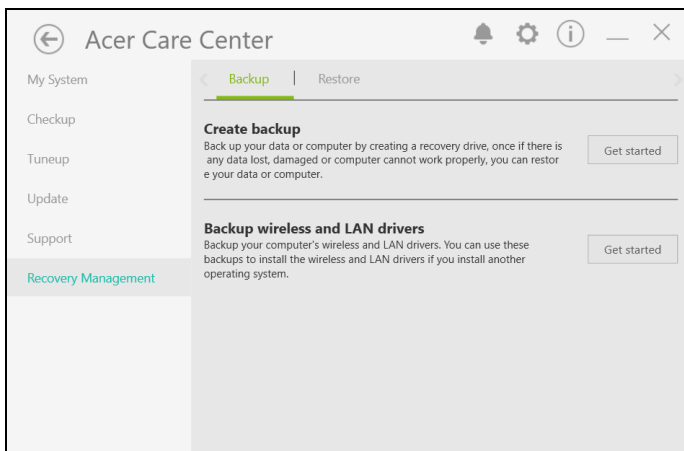 Acer Care Center
My System
Checkup
Tuneup
Update
Support
Recovery Management
Backup
Restore
Create backup
Back up your data or computer by creating a recovery drive, once if there is
any data lost, damaged or computer cannot work properly, you can restor
e your data or computer.
Get started
Backup wireless and LAN drivers
Backup your computer's wireless and LAN drivers. You can use these
backups to install the wireless and LAN drivers if you install another
operating system.
Get started